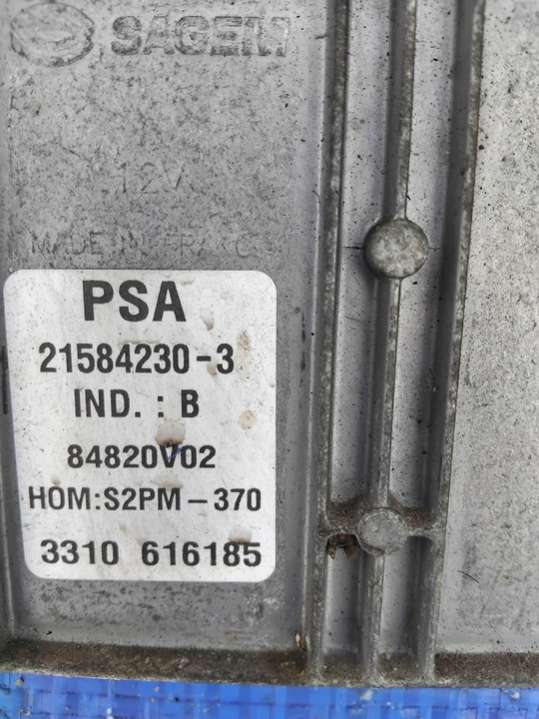 SAGEM
12V
MADE IN FRANCE
PSA
21584230-3
IND. : B
84820V02
HOM:S2PM-370
3310 616185